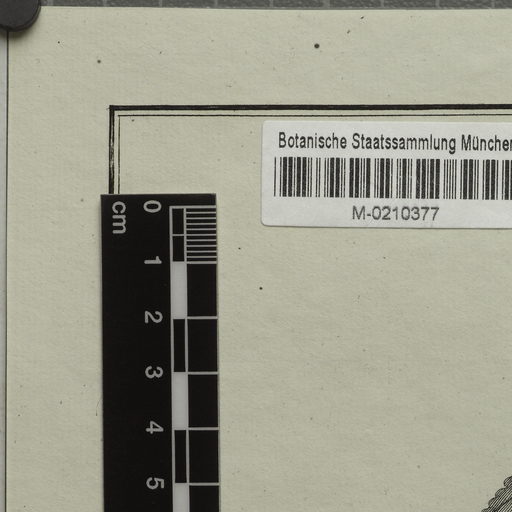 Botanische Staatssammlung München
M-0210377
cm
0
1
2
3
4
5